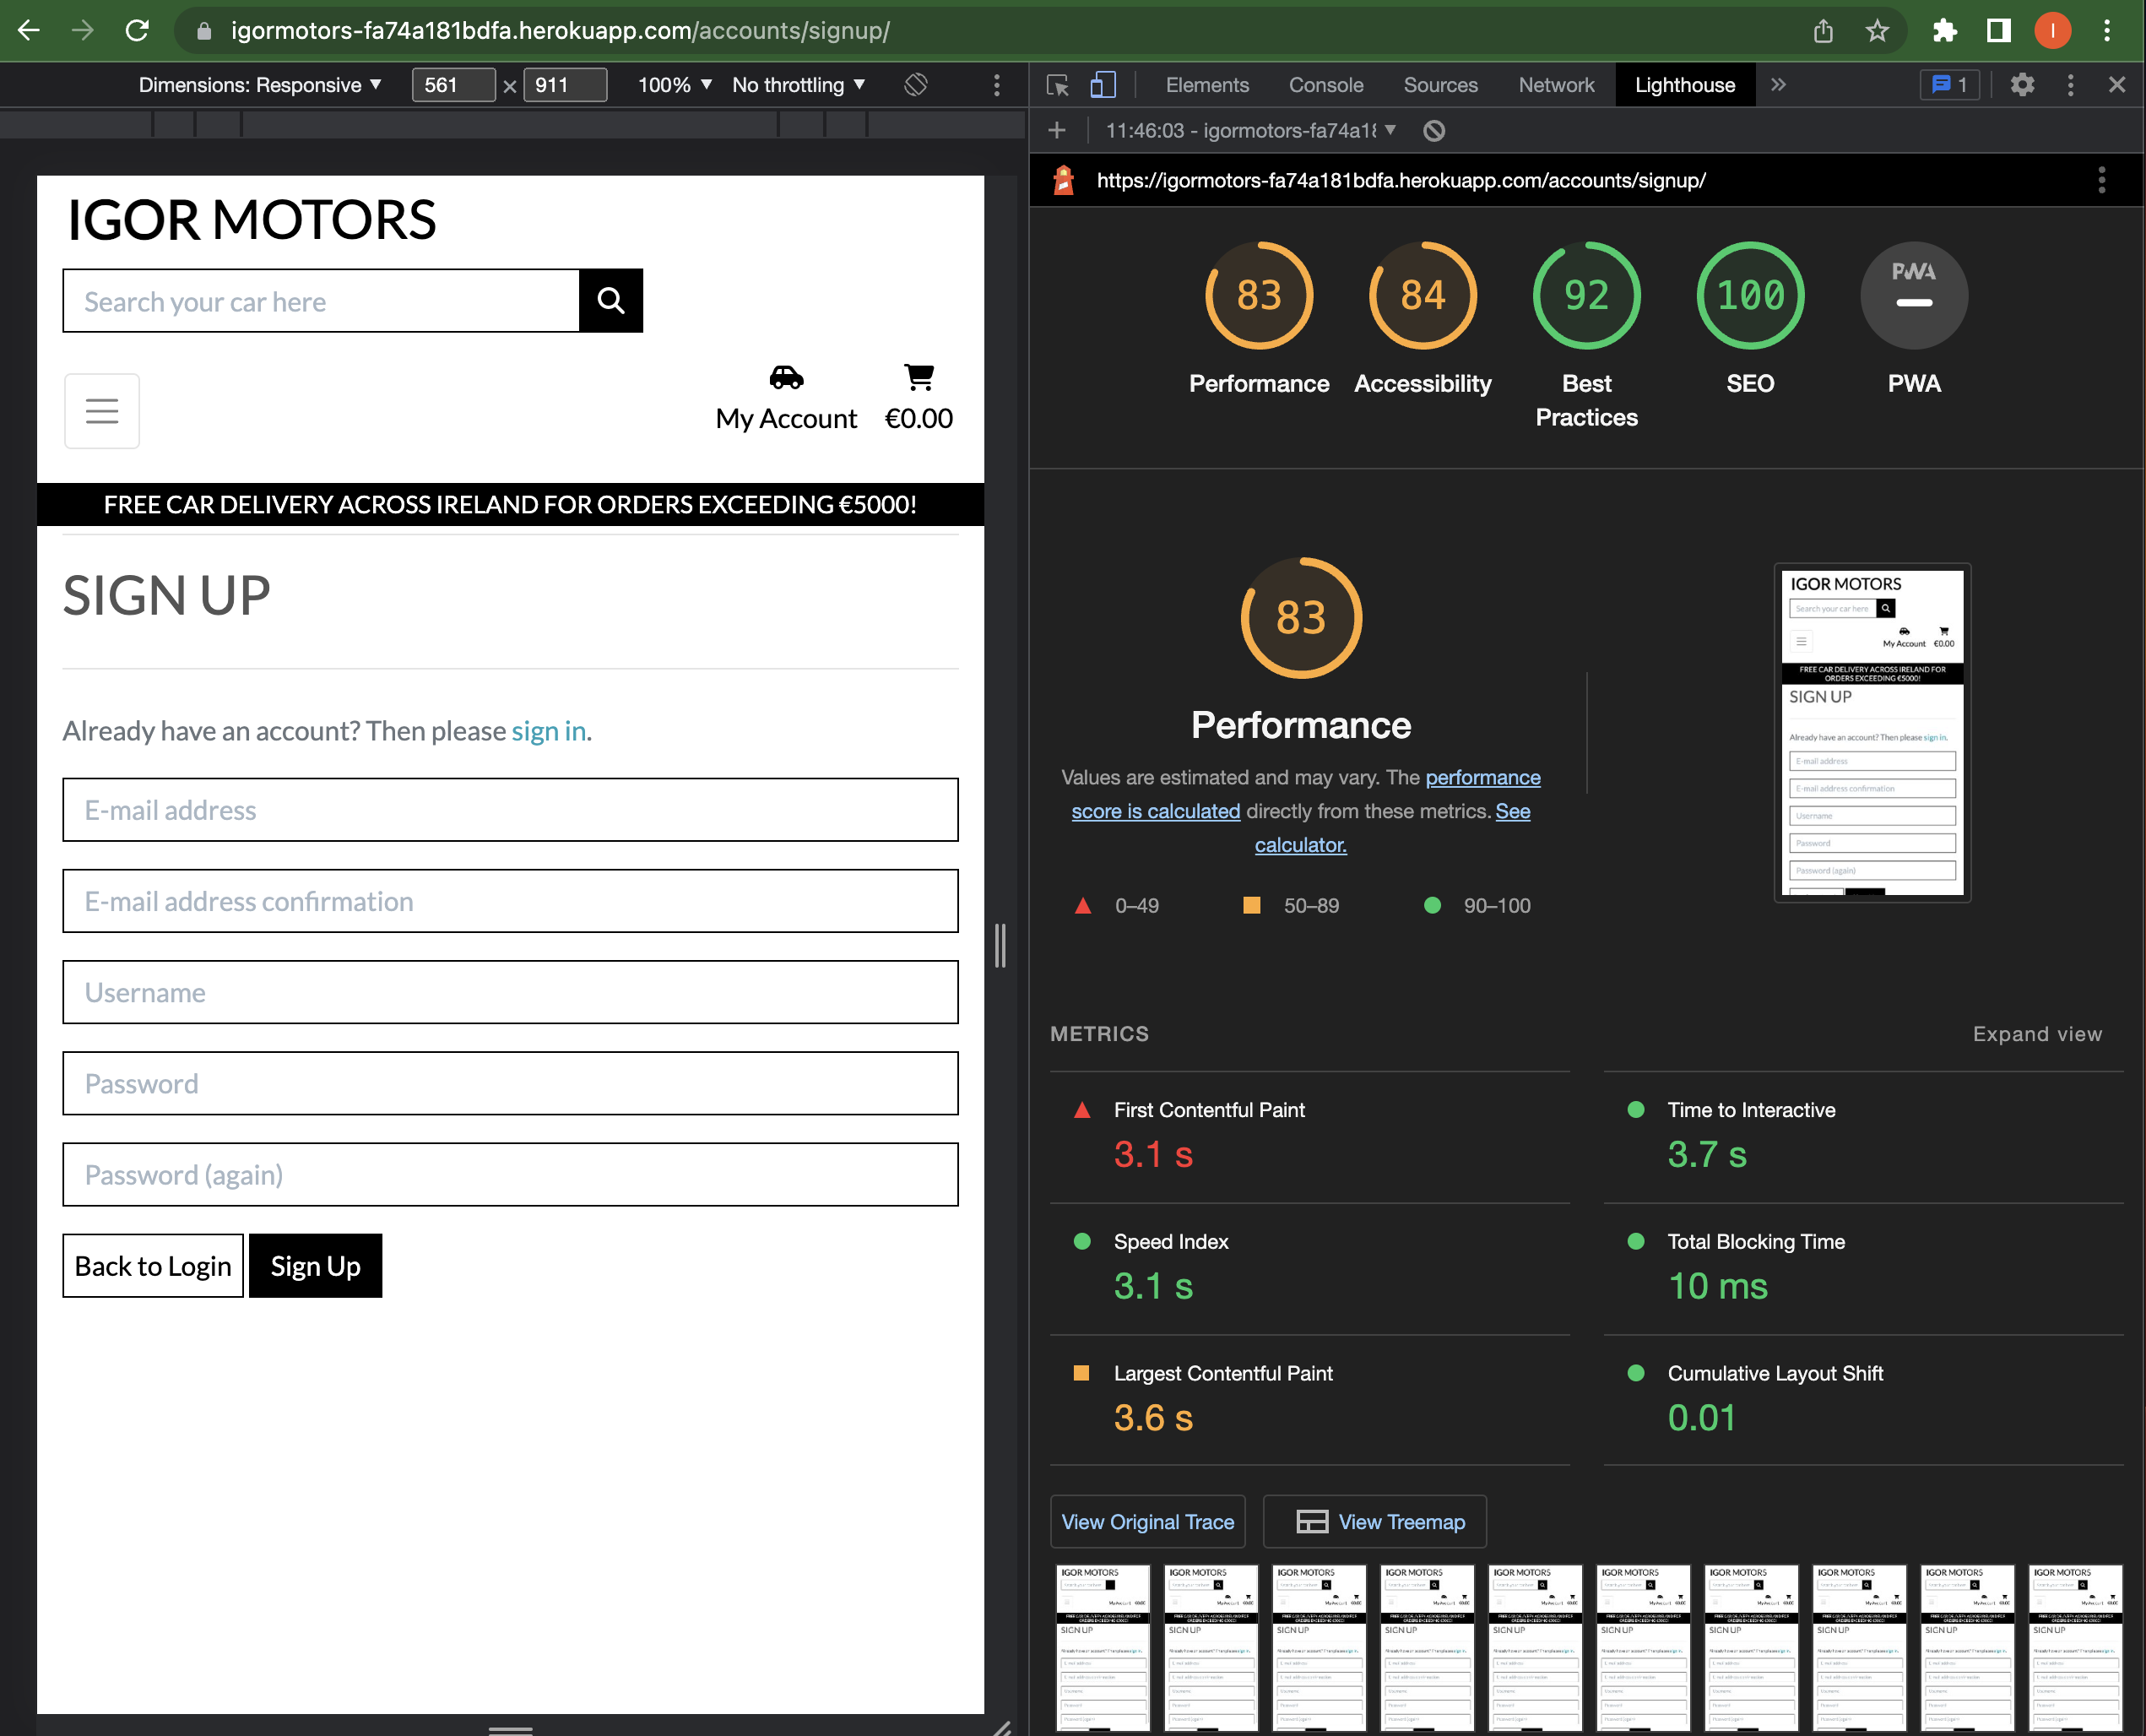 igormotors-fa74a181bdfa.herokuapp.com/accounts/signup/
I
Dimensions: Responsive ▼ 561 × 911 100% ▼ No throttling ▼
Elements Console Sources Network Lighthouse » 1
11:46:03 - igormotors-fa74a1 ▼
https://igormotors-fa74a181bdfa.herokuapp.com/accounts/signup/
IGOR MOTORS
Search your car here
My Account €0.00
FREE CAR DELIVERY ACROSS IRELAND FOR ORDERS EXCEEDING €5000!
SIGN UP
Already have an account? Then please sign in.
E-mail address
E-mail address confirmation
Username
Password
Password (again)
Back to Login Sign Up
83 84 92 100 PWA
Performance Accessibility Best Practices SEO PWA
83
Performance
Values are estimated and may vary. The performance
score is calculated directly from these metrics. See
calculator.
0–49 50–89 90–100
IGOR MOTORS
Search your car here
My Account €0.00
FREE CAR DELIVERY ACROSS IRELAND FOR
ORDERS EXCEEDING €5000!
SIGN UP
Already have an account? Then please sign in.
E-mail address
E-mail address confirmation
Username
Password
Password (again)
METRICS Expand view
First Contentful Paint
3.1 s
Time to Interactive
3.7 s
Speed Index
3.1 s
Total Blocking Time
10 ms
Largest Contentful Paint
3.6 s
Cumulative Layout Shift
0.01
View Original Trace View Treemap
IGOR MOTORS IGOR MOTORS IGOR MOTORS IGOR MOTORS IGOR MOTORS IGOR MOTORS IGOR MOTORS IGOR MOTORS IGOR MOTORS IGOR MOTORS
SIGN UP SIGN UP SIGN UP SIGN UP SIGN UP SIGN UP SIGN UP SIGN UP SIGN UP SIGN UP